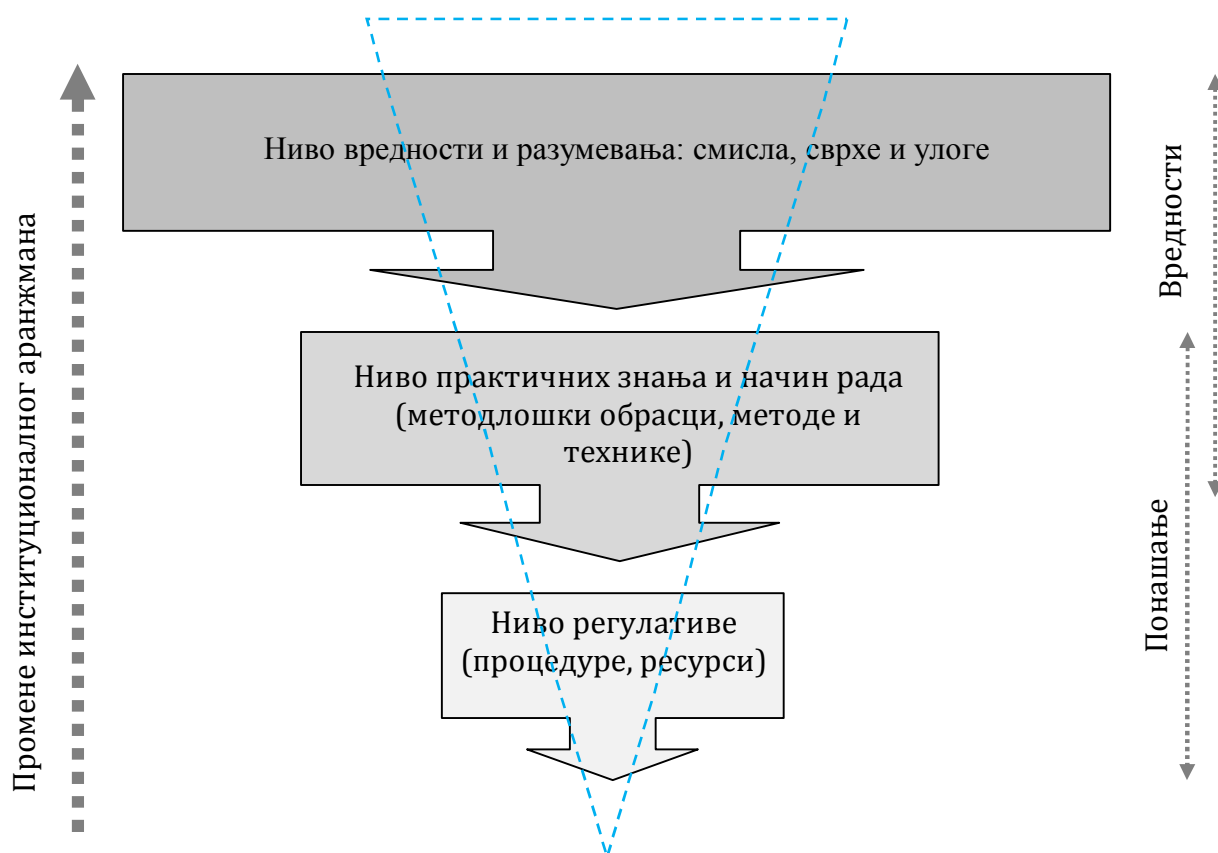 Промене институционалног аранжмана
Ниво вредности и разумевања: смисла, сврхе и улоге
Ниво практичних знања и начин рада
(методлошки обрасци, методе и
технике)
Ниво регулативе
(процедуре, ресурси)
Вредности
Понашање